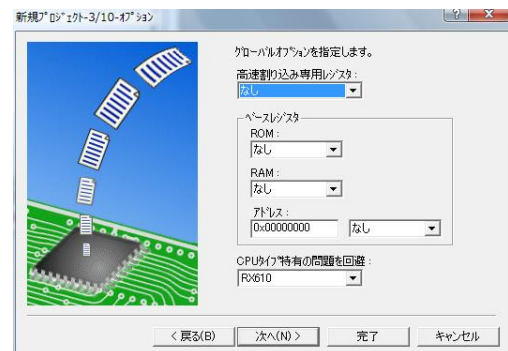 新規ﾌﾟﾛｼﾞｪｸﾄ-3/10-ｵﾌﾟｼｮﾝ
ｸﾞﾛｰﾊﾞﾙｵﾌﾟｼｮﾝを指定します。
高速割り込み専用ﾚｼﾞｽﾀ :
なし
ﾍﾞｰｽﾚｼﾞｽﾀ
ROM :
なし
RAM :
なし
ｱﾄﾞﾚｽ :
0x00000000 なし
CPUﾀｲﾌﾟ特有の問題を回避 :
RX610
< 戻る(B) 次へ(N) > 完了 キャンセル